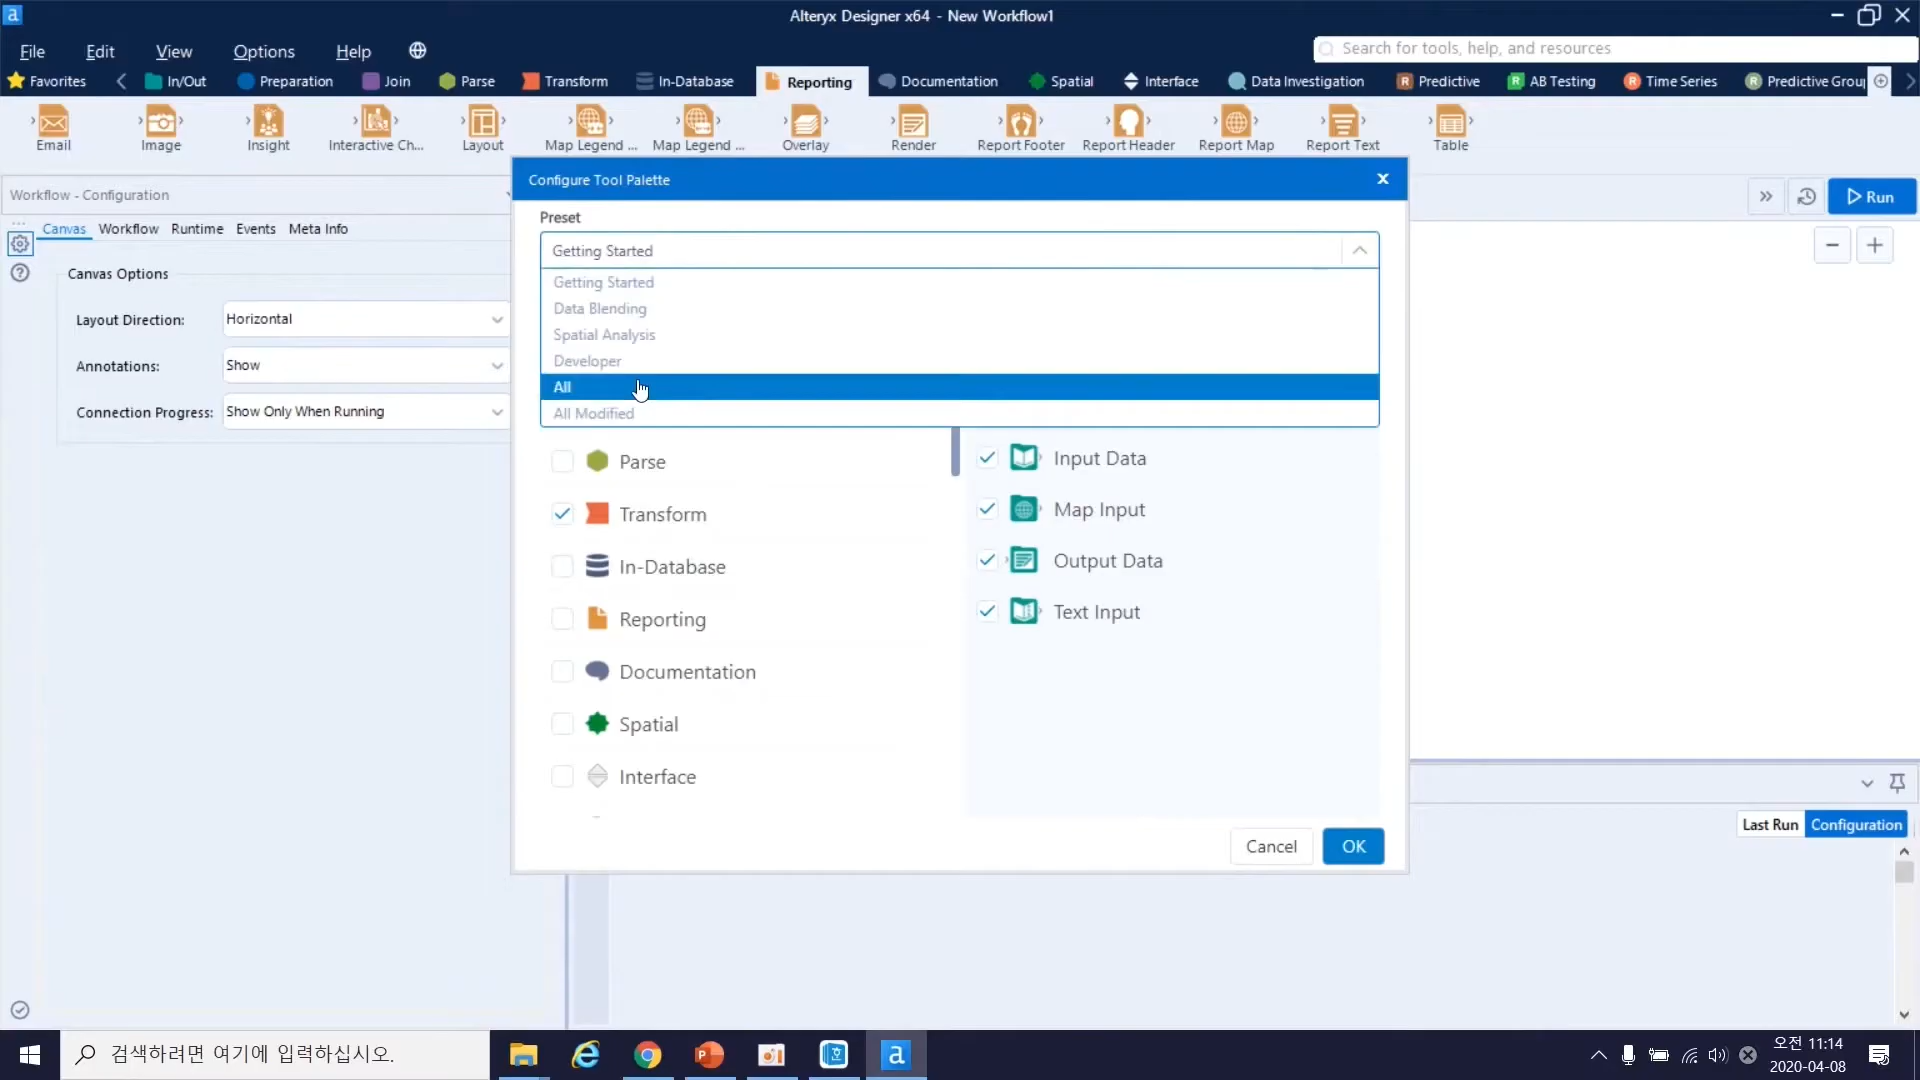 Alteryx Designer x64 - New Workflow1
File Edit View Options Help
Search for tools, help, and resources
Favorites In/Out Preparation Join Parse Transform In-Database Reporting Documentation Spatial Interface Data Investigation Predictive AB Testing Time Series Predictive Grou
Email Image Insight Interactive Ch... Layout Map Legend ... Map Legend ... Overlay Render Report Footer Report Header Report Map Report Text Table
Workflow - Configuration
Canvas Workflow Runtime Events Meta Info
Canvas Options
Layout Direction: Horizontal
Annotations: Show
Connection Progress: Show Only When Running
Configure Tool Palette
Preset
Getting Started
Getting Started
Data Blending
Spatial Analysis
Developer
All
All Modified
Parse
Transform
In-Database
Reporting
Documentation
Spatial
Interface
Input Data
Map Input
Output Data
Text Input
Cancel OK
Run
Last Run Configuration
검색하려면 여기에 입력하십시오.
오전 11:14
2020-04-08